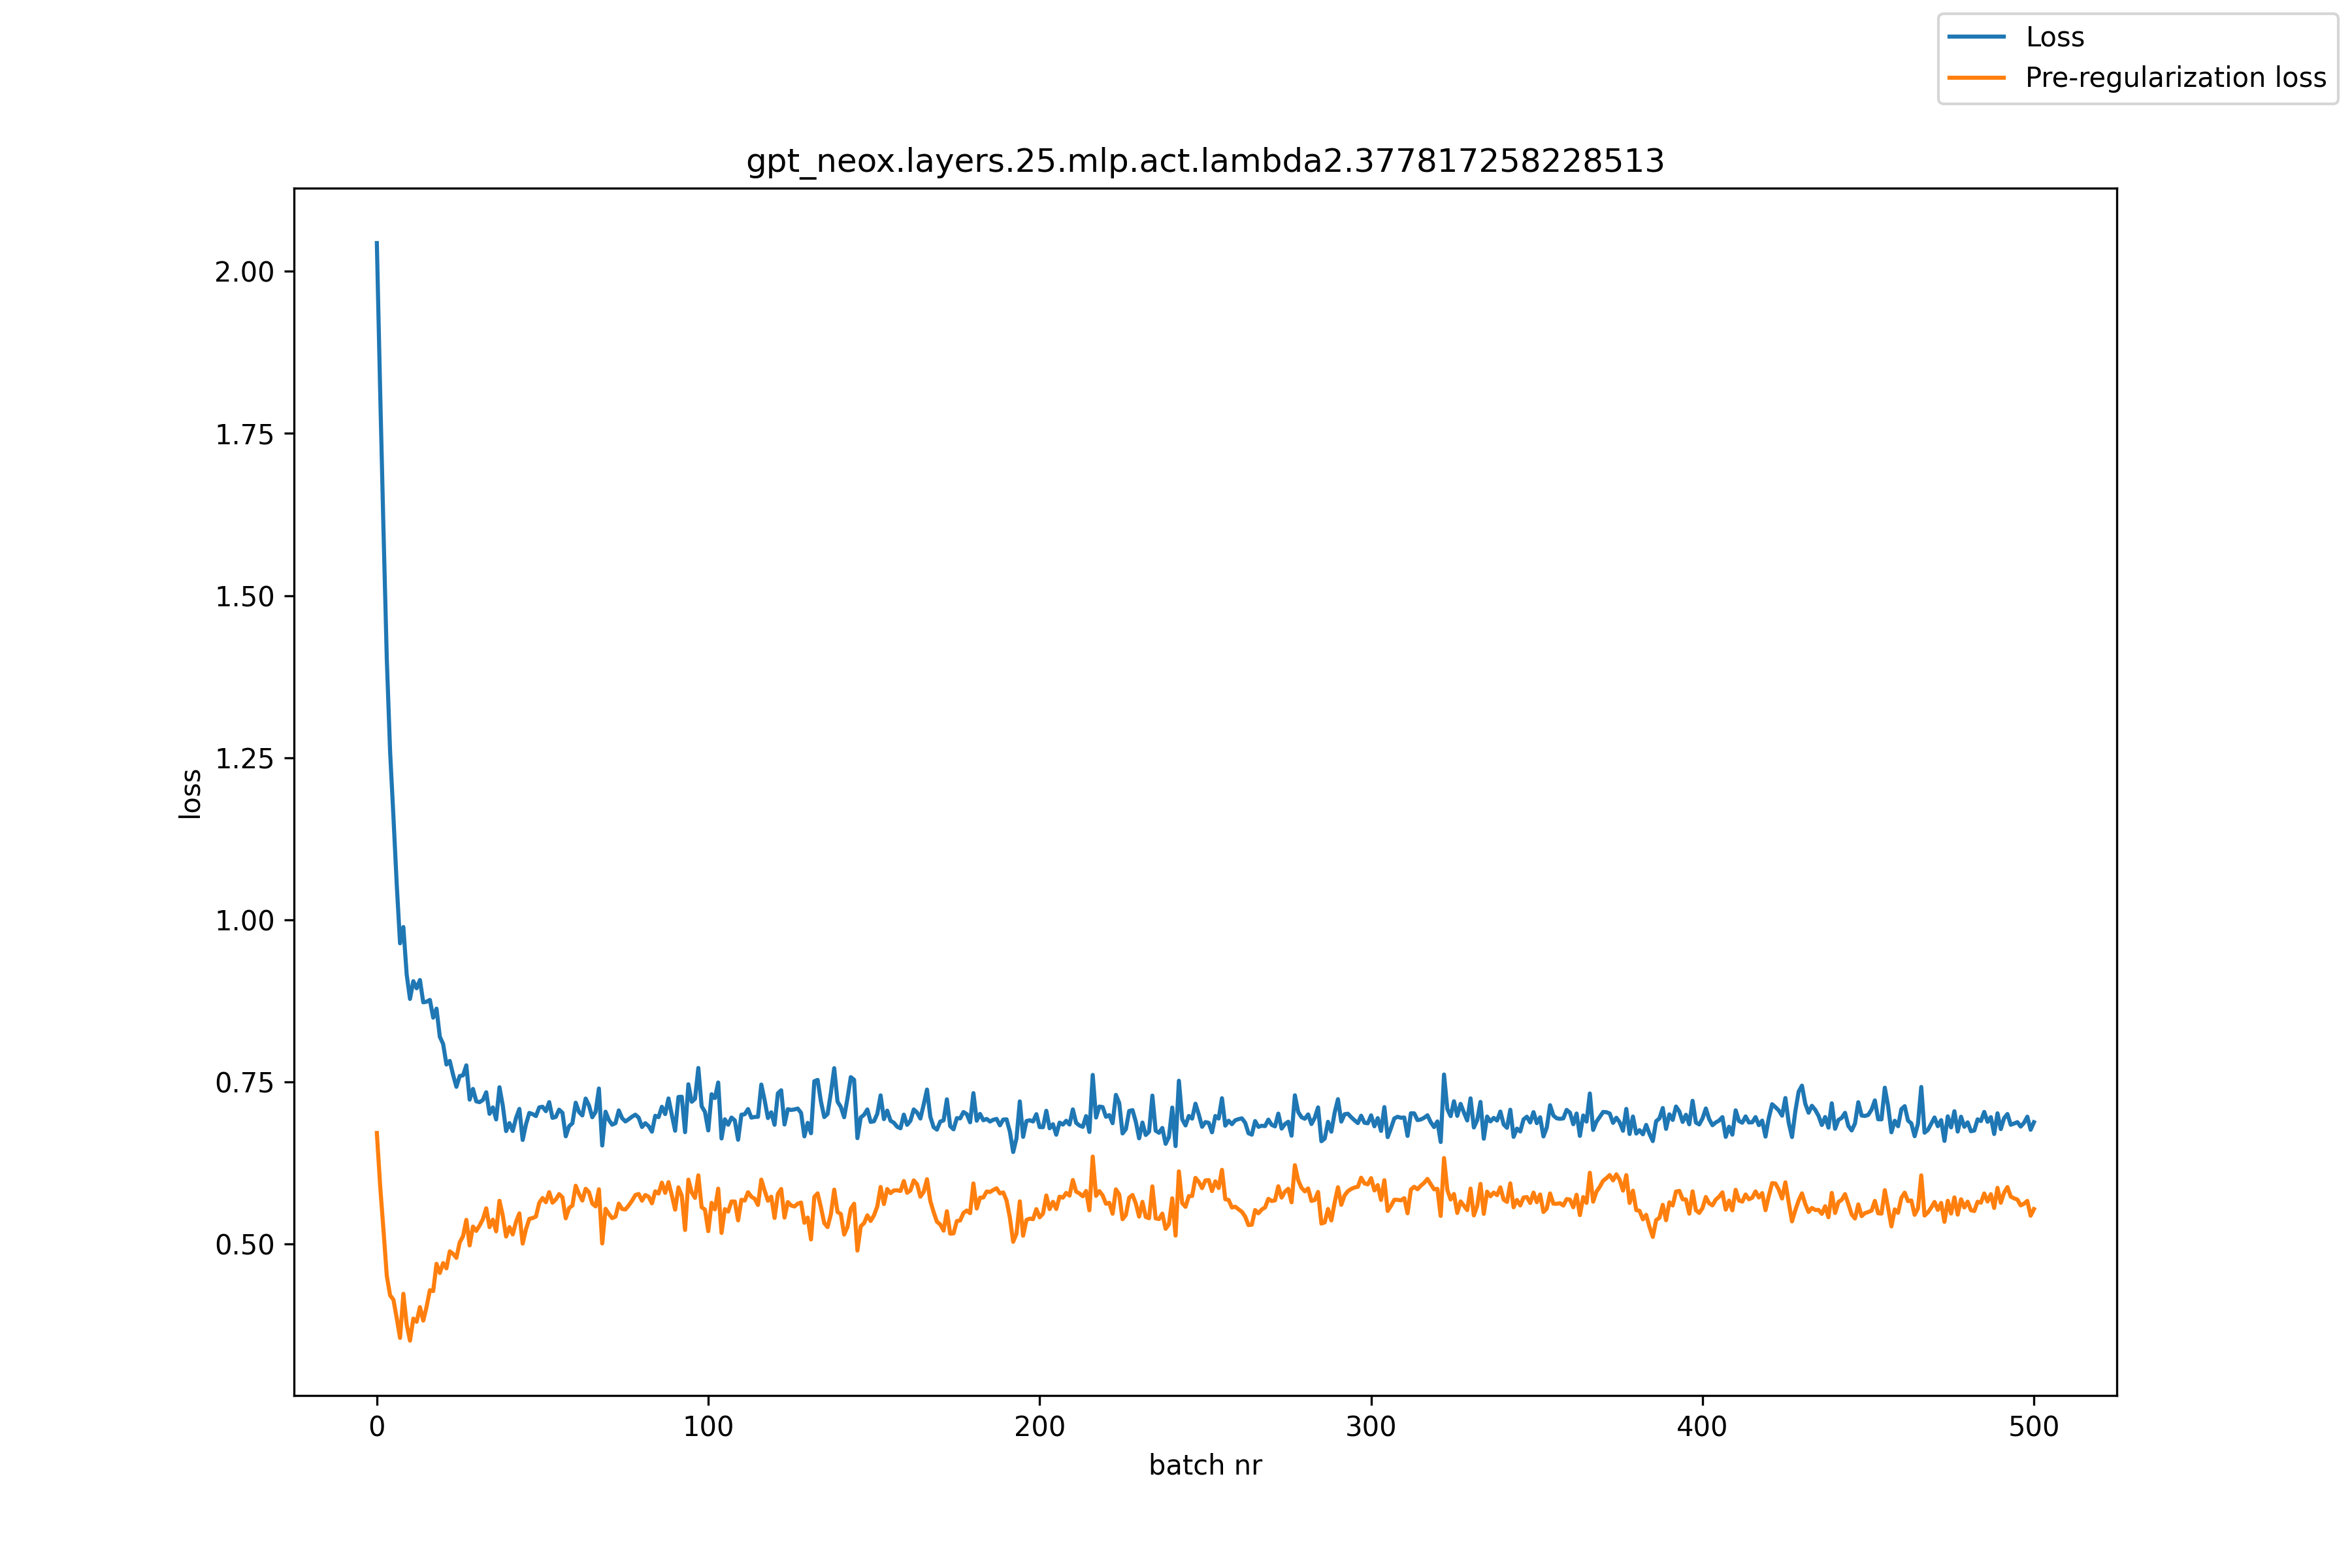 Loss
Pre-regularization loss
gpt_neox.layers.25.mlp.act.lambda2.377817258228513
2.00
1.75
1.50
1.25
1.00
0.75
0.50
loss
0
100
200
300
400
500
batch nr